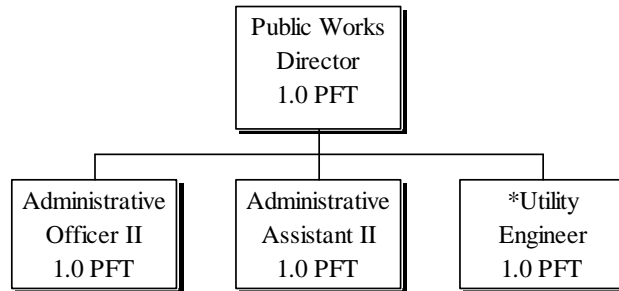 Public Works
Director
1.0 PFT
Administrative
Officer II
1.0 PFT
Administrative
Assistant II
1.0 PFT
*Utility
Engineer
1.0 PFT